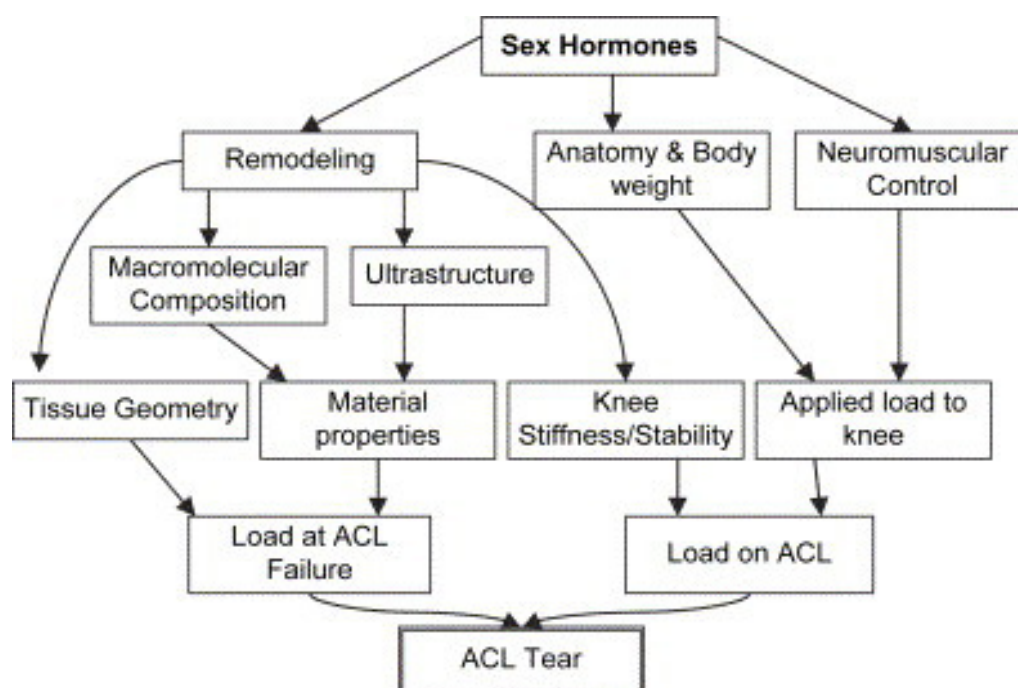 Sex Hormones
Remodeling
Anatomy & Body
weight
Neuromuscular
Control
Macromolecular
Composition
Ultrastructure
Tissue Geometry
Material
properties
Knee
Stiffness/Stability
Applied load to
knee
Load at ACL
Failure
Load on ACL
ACL Tear